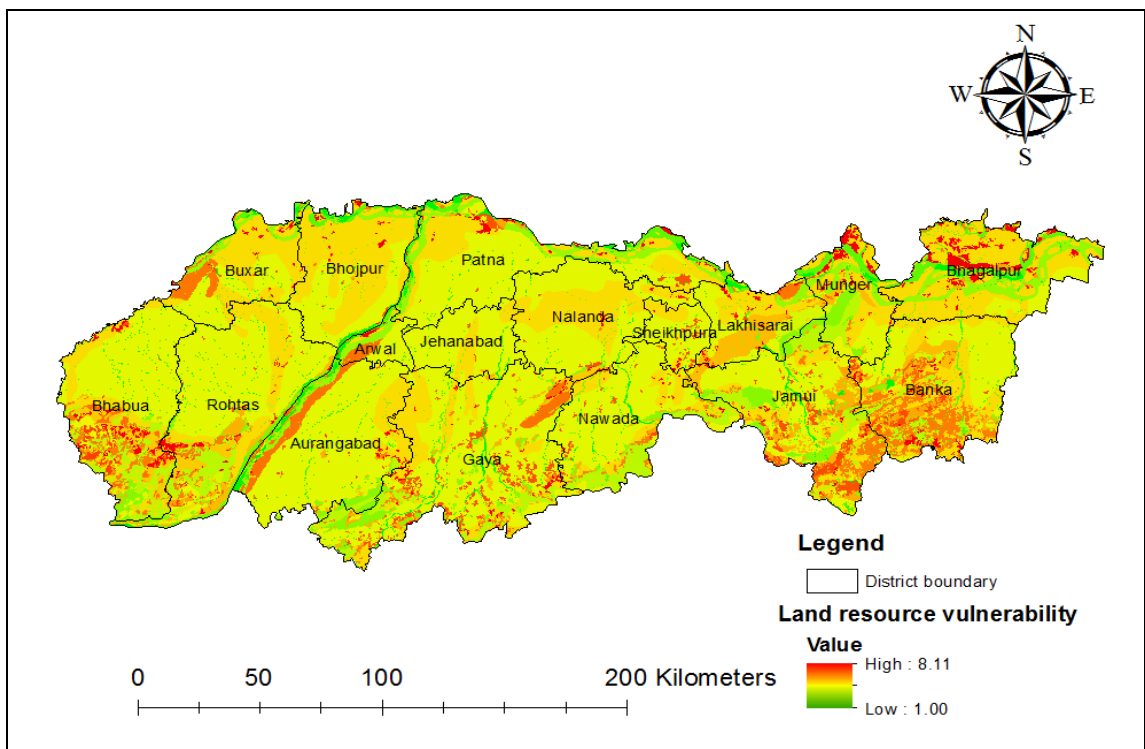 N
W E
S
Buxar
Bhojpur
Patna
Munger
Bhagalpur
Nalanda
Sheikhpura
Lakhisarai
Arwal
Jehanabad
Bhabua
Rohtas
Aurangabad
Gaya
Nawada
Jamui
Banka
Legend
District boundary
Land resource vulnerability
Value
High : 8.11
Low : 1.00
0 50 100 200 Kilometers